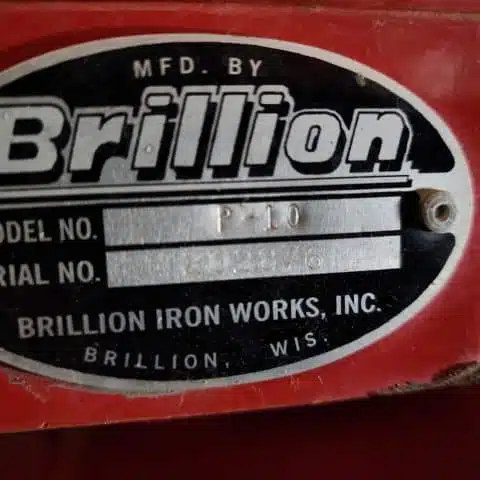 MFD. BY
Brillion
ODEL NO. P-10
RIAL NO.
BRILLION IRON WORKS, INC.
BRILLION, WIS.